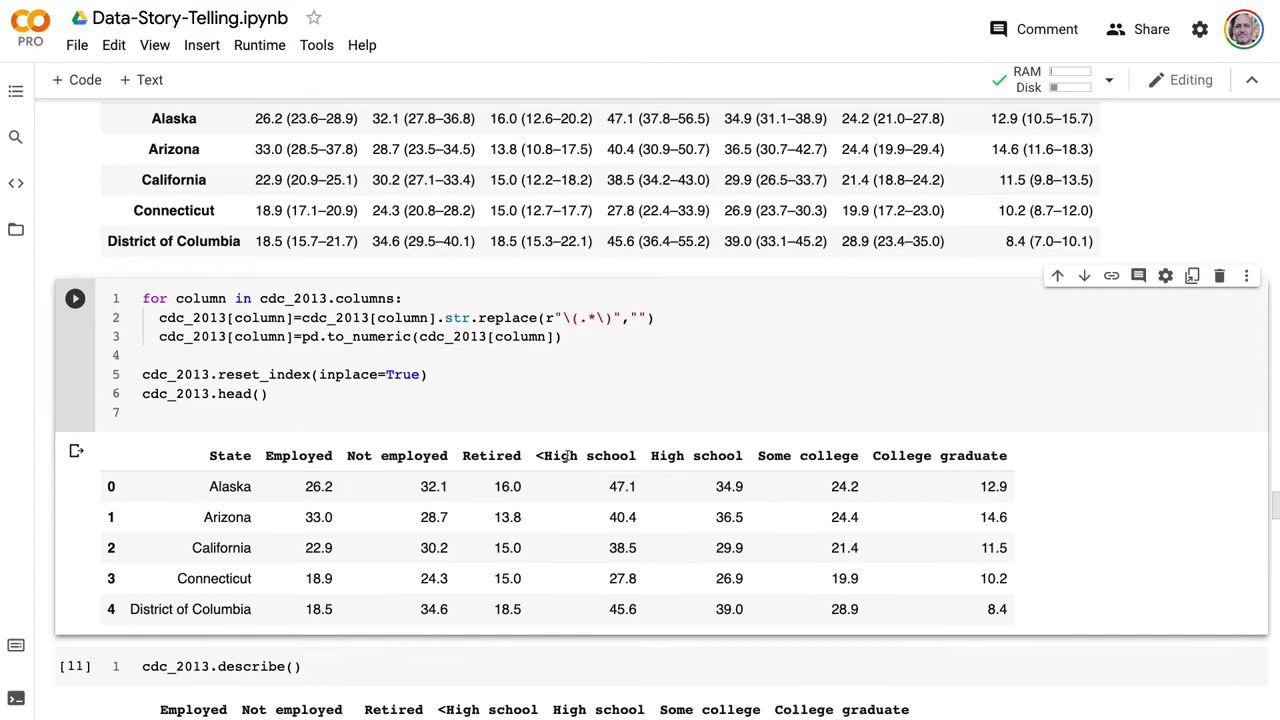 CO
PRO
Data-Story-Telling.ipynb
File Edit View Insert Runtime Tools Help
Comment
Share
+ Code + Text
RAM
Disk
Editing
Alaska 26.2 (23.6–28.9) 32.1 (27.8–36.8) 16.0 (12.6–20.2) 47.1 (37.8–56.5) 34.9 (31.1–38.9) 24.2 (21.0–27.8) 12.9 (10.5–15.7)
Arizona 33.0 (28.5–37.8) 28.7 (23.5–34.5) 13.8 (10.8–17.5) 40.4 (30.9–50.7) 36.5 (30.7–42.7) 24.4 (19.9–29.4) 14.6 (11.6–18.3)
California 22.9 (20.9–25.1) 30.2 (27.1–33.4) 15.0 (12.2–18.2) 38.5 (34.2–43.0) 29.9 (26.5–33.7) 21.4 (18.8–24.2) 11.5 (9.8–13.5)
Connecticut 18.9 (17.1–20.9) 24.3 (20.8–28.2) 15.0 (12.7–17.7) 27.8 (22.4–33.9) 26.9 (23.7–30.3) 19.9 (17.2–23.0) 10.2 (8.7–12.0)
District of Columbia 18.5 (15.7–21.7) 34.6 (29.5–40.1) 18.5 (15.3–22.1) 45.6 (36.4–55.2) 39.0 (33.1–45.2) 28.9 (23.4–35.0) 8.4 (7.0–10.1)
1 for column in cdc_2013.columns:
2 cdc_2013[column]=cdc_2013[column].str.replace(r"\(.*\)","")
3 cdc_2013[column]=pd.to_numeric(cdc_2013[column])
4
5 cdc_2013.reset_index(inplace=True)
6 cdc_2013.head()
7
State Employed Not employed Retired <High school High school Some college College graduate
0 Alaska 26.2 32.1 16.0 47.1 34.9 24.2 12.9
1 Arizona 33.0 28.7 13.8 40.4 36.5 24.4 14.6
2 California 22.9 30.2 15.0 38.5 29.9 21.4 11.5
3 Connecticut 18.9 24.3 15.0 27.8 26.9 19.9 10.2
4 District of Columbia 18.5 34.6 18.5 45.6 39.0 28.9 8.4
[11] 1 cdc_2013.describe()
Employed Not employed Retired <High school High school Some college College graduate